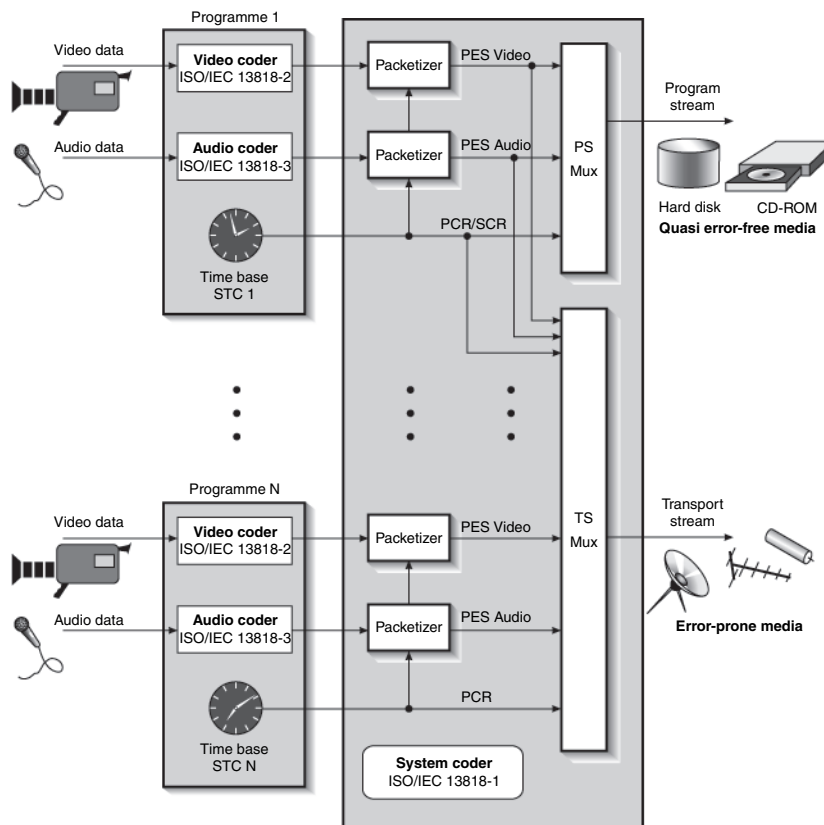 Programme 1
Video data
Video coder
ISO/IEC 13818-2
Packetizer
PES Video
Audio data
Audio coder
ISO/IEC 13818-3
Packetizer
PES Audio
PS
Mux
Program
stream
Hard disk
CD-ROM
Quasi error-free media
PCR/SCR
Time base
STC 1
Programme N
Video data
Video coder
ISO/IEC 13818-2
Packetizer
PES Video
TS
Mux
Transport
stream
Audio data
Audio coder
ISO/IEC 13818-3
Packetizer
PES Audio
Error-prone media
PCR
Time base
STC N
System coder
ISO/IEC 13818-1